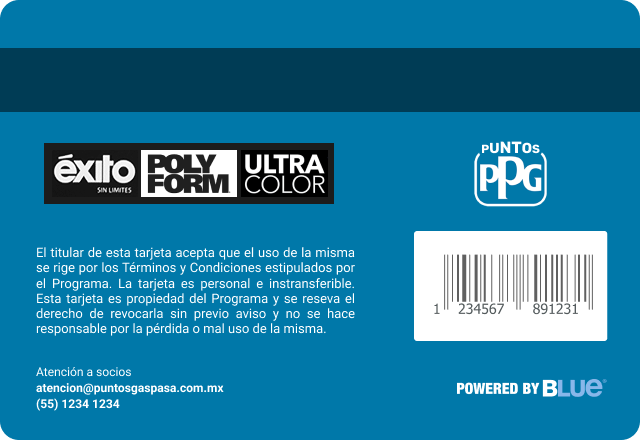 éxito
SIN LIMITES
POLY
FORM
ULTRA
COLOR
PUNTOS
PPG
El titular de esta tarjeta acepta que el uso de la misma
se rige por los Términos y Condiciones estipulados por
el Programa. La tarjeta es personal e instransferible.
Esta tarjeta es propiedad del Programa y se reseva el
derecho de revocarla sin previo aviso y no se hace
responsable por la pérdida o mal uso de la misma.
1 234567 891231
Atención a socios
atencion@puntosgaspasa.com.mx
(55) 1234 1234
POWERED BY BLUe®